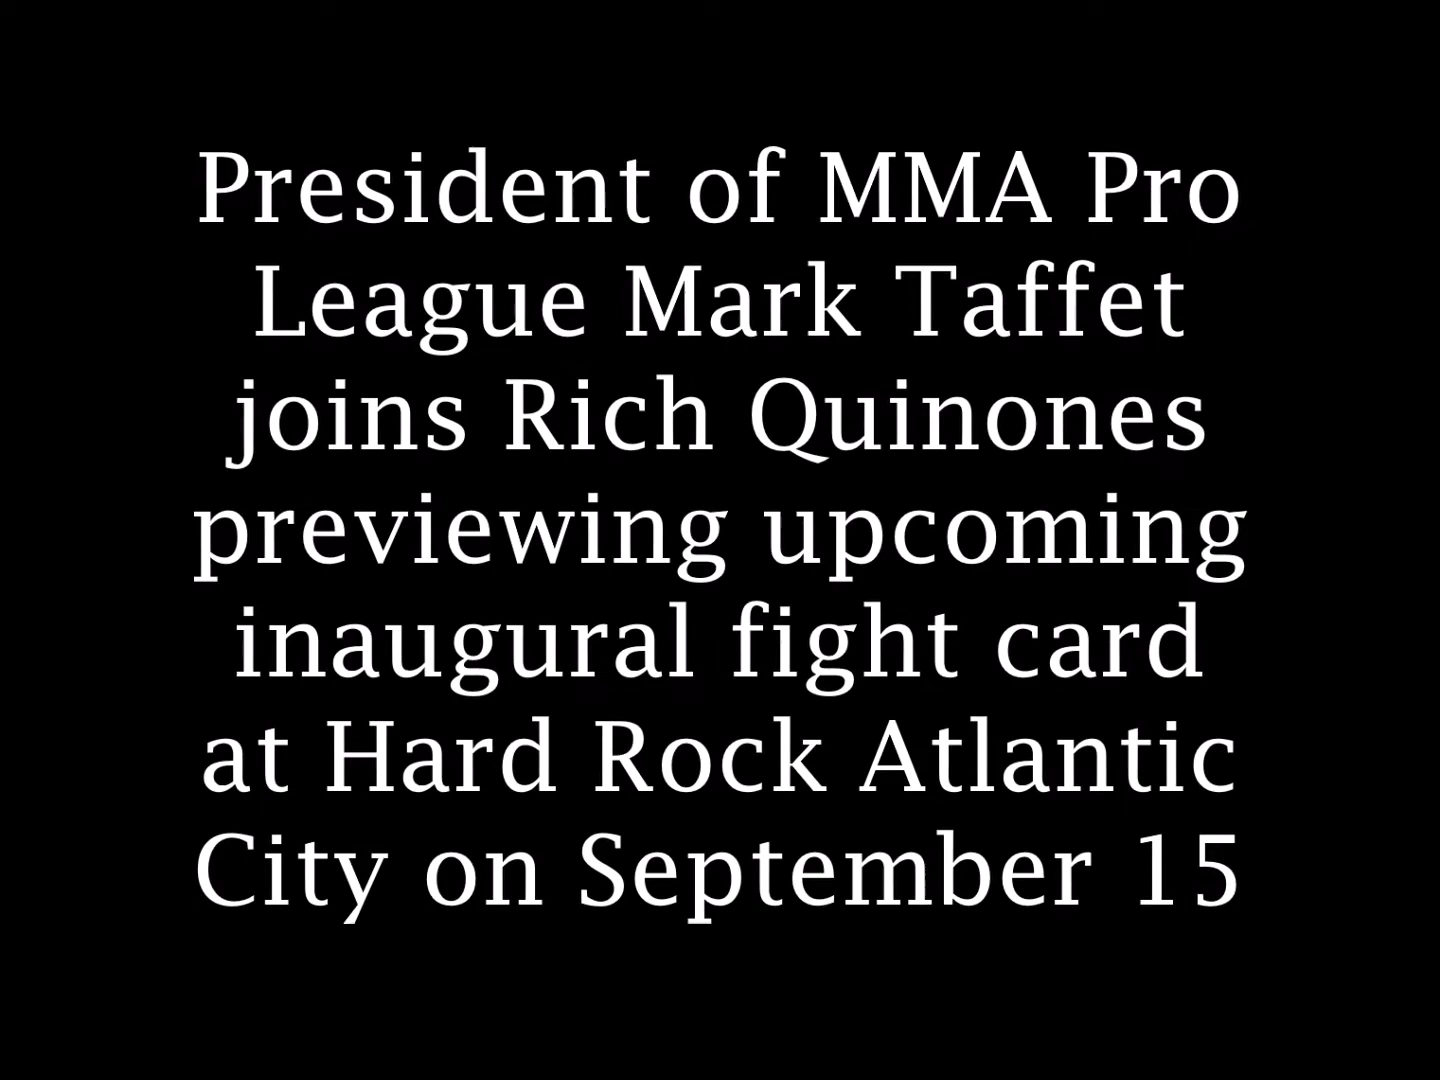 President of MMA Pro
League Mark Taffet
joins Rich Quinones
previewing upcoming
inaugural fight card
at Hard Rock Atlantic
City on September 15